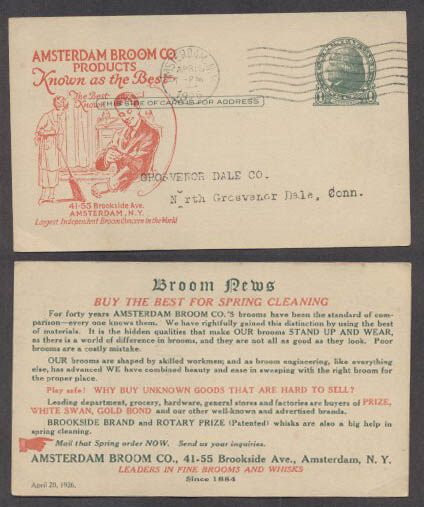 AMSTERDAM BROOM CO.
PRODUCTS
Known as the Best
The Best
Known
THIS SIDE OF CARD IS FOR ADDRESS
AMSTERDAM, N.Y.
APR
PM
1926
1 1
GROSVENOR DALE CO.
North Grosvenor Dale, Conn.
41-55 Brookside Ave.
AMSTERDAM, N.Y.
Largest Independent Broom Concern in the World
Broom News
BUY THE BEST FOR SPRING CLEANING
For forty years AMSTERDAM BROOM CO.'S brooms have been the standard of com-
parison—every one knows them. We have rightfully gained this distinction by using the best
of materials. It is the hidden qualities that make OUR brooms STAND UP AND WEAR,
as there is a world of difference in brooms, and they are not all as good as they look. Poor
brooms are a costly mistake.
OUR brooms are shaped by skilled workmen; and as broom engineering, like everything
else, has advanced WE have combined beauty and ease in sweeping with the right broom for
the proper place.
Play safe! WHY BUY UNKNOWN GOODS THAT ARE HARD TO SELL?
Leading department, grocery, hardware, general stores and factories are buyers of PRIZE,
WHITE SWAN, GOLD BOND and our other well-known and advertised brands.
BROOKSIDE BRAND and ROTARY PRIZE (Patented) whisks are also a big help in
spring cleaning.
Mail that Spring order NOW. Send us your inquiries.
AMSTERDAM BROOM CO., 41-55 Brookside Ave., Amsterdam, N. Y.
LEADERS IN FINE BROOMS AND WHISKS
Since 1884
April 20, 1926.